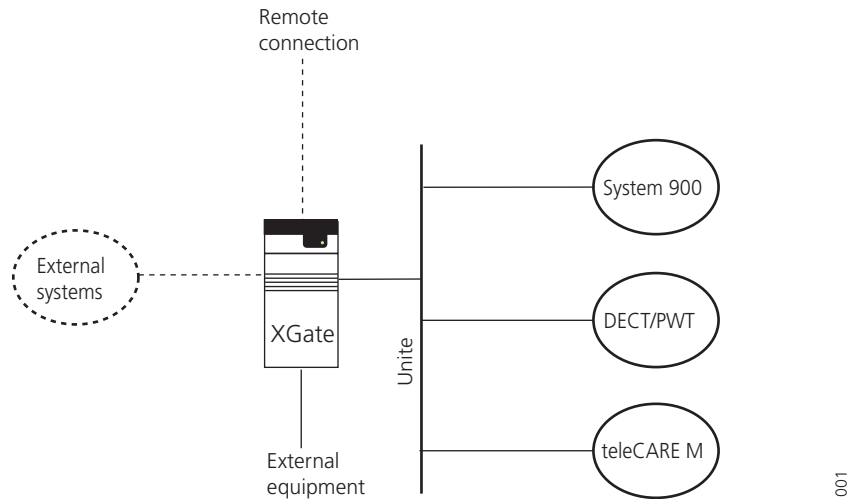 Remote
connection
System 900
External
systems
XGate
Unite
DECT/PWT
External
equipment
teleCARE M
001